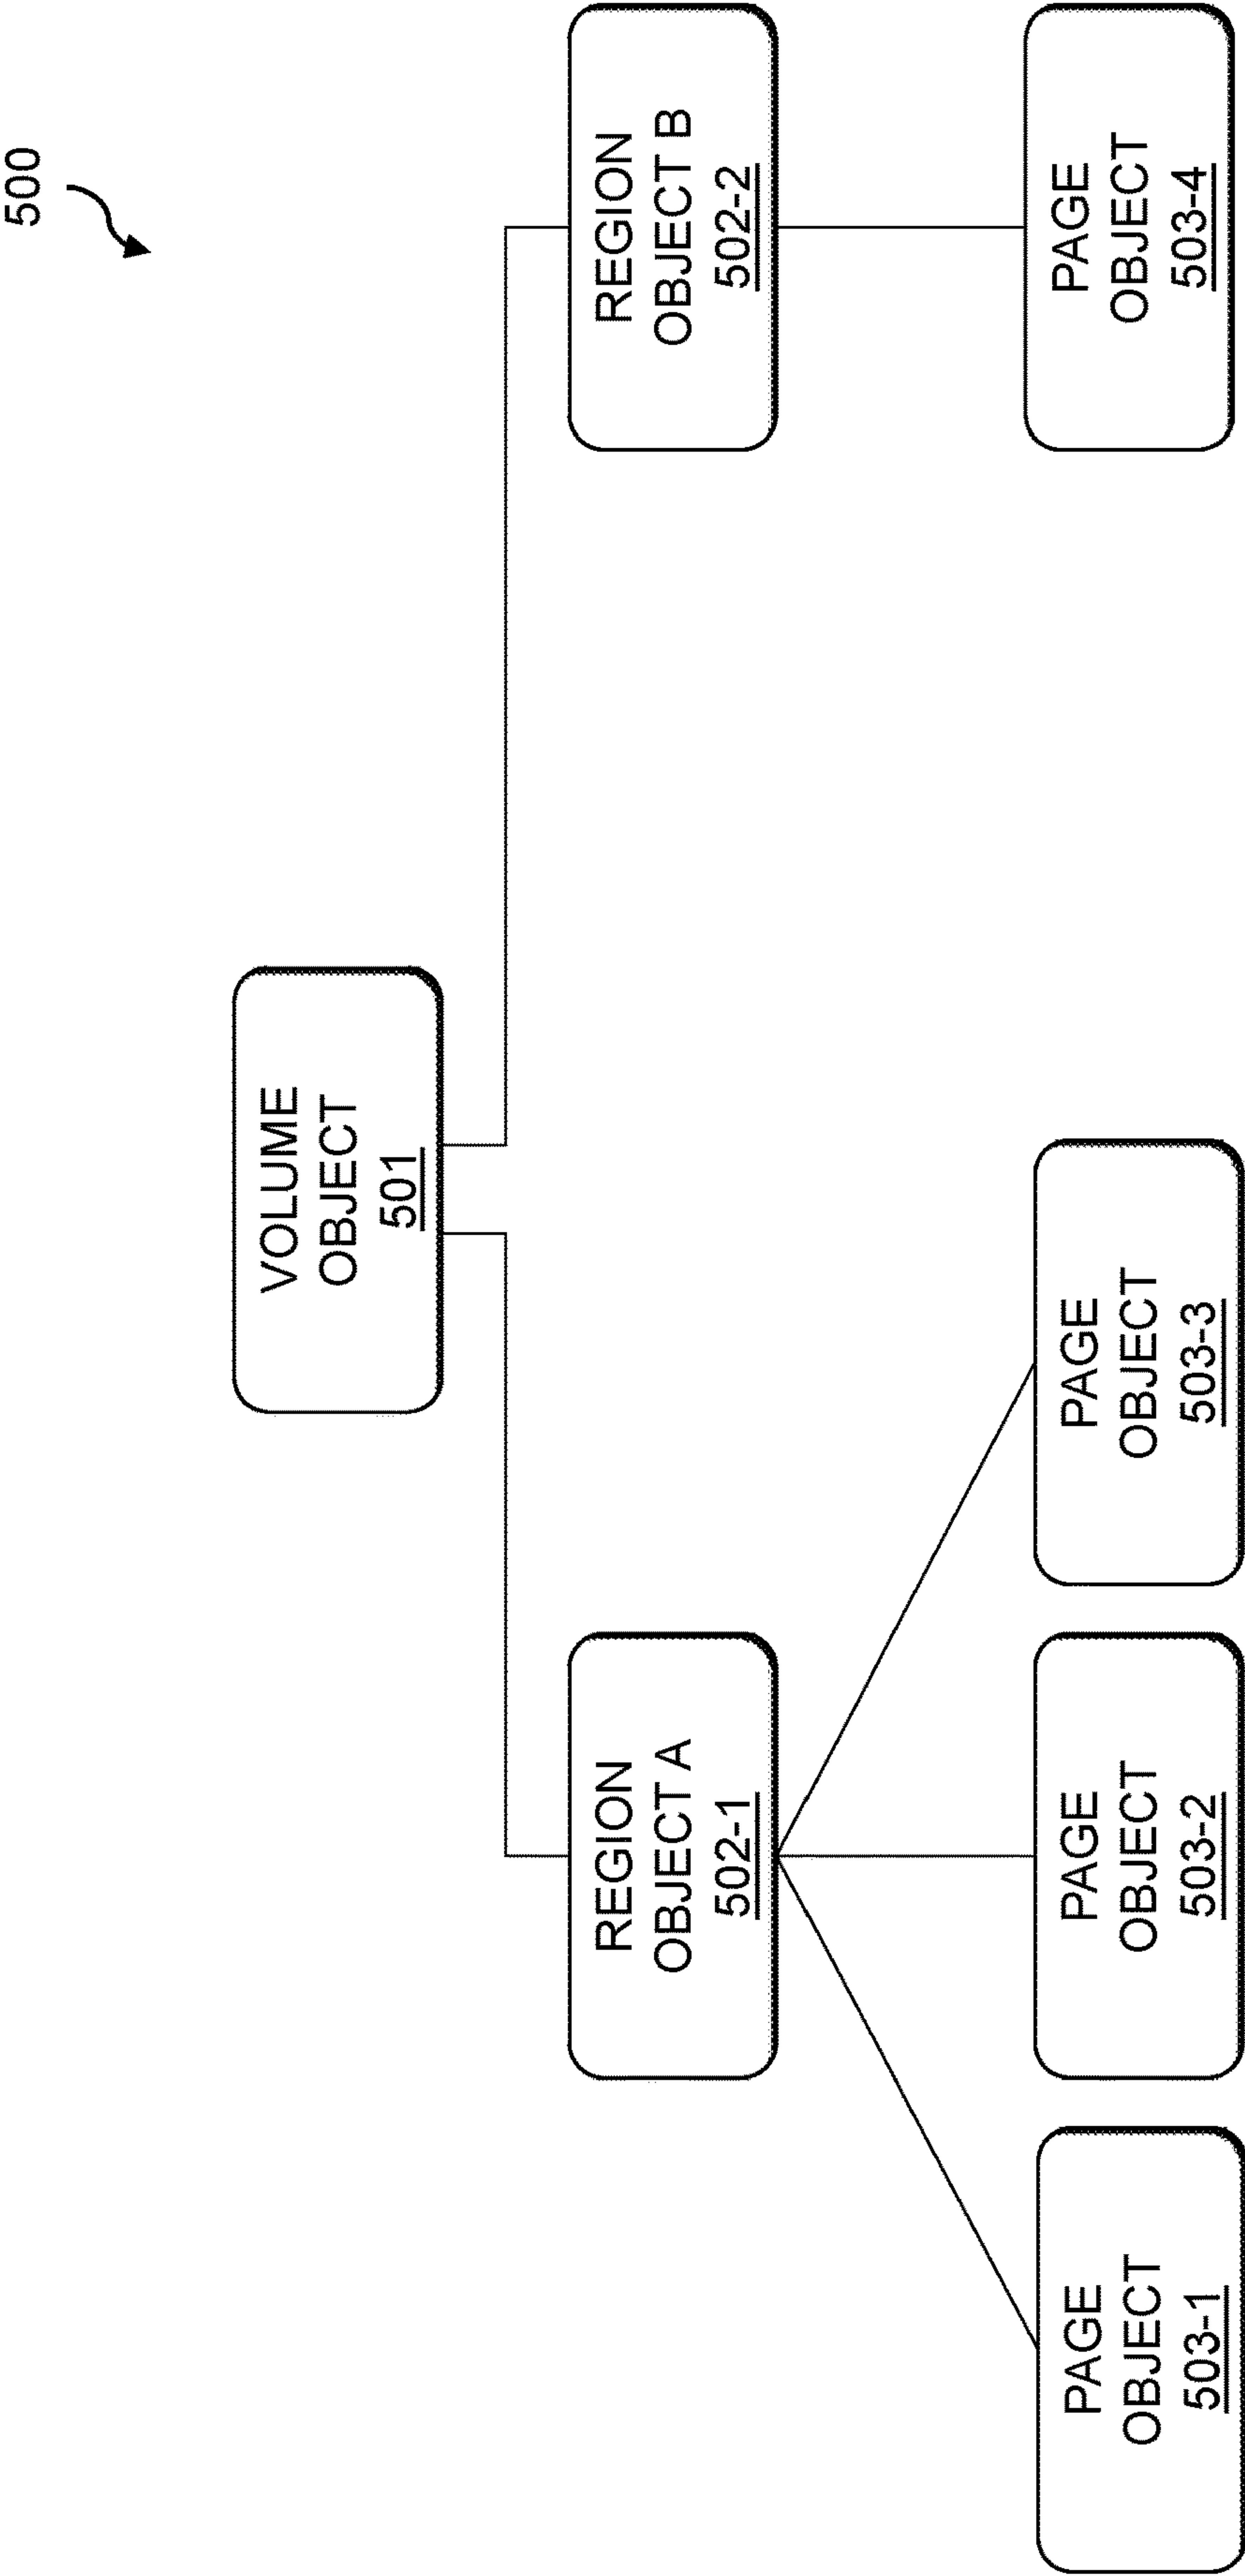 500
VOLUME
OBJECT
501
REGION
OBJECT A
502-1
REGION
OBJECT B
502-2
PAGE
OBJECT
503-1
PAGE
OBJECT
503-2
PAGE
OBJECT
503-3
PAGE
OBJECT
503-4